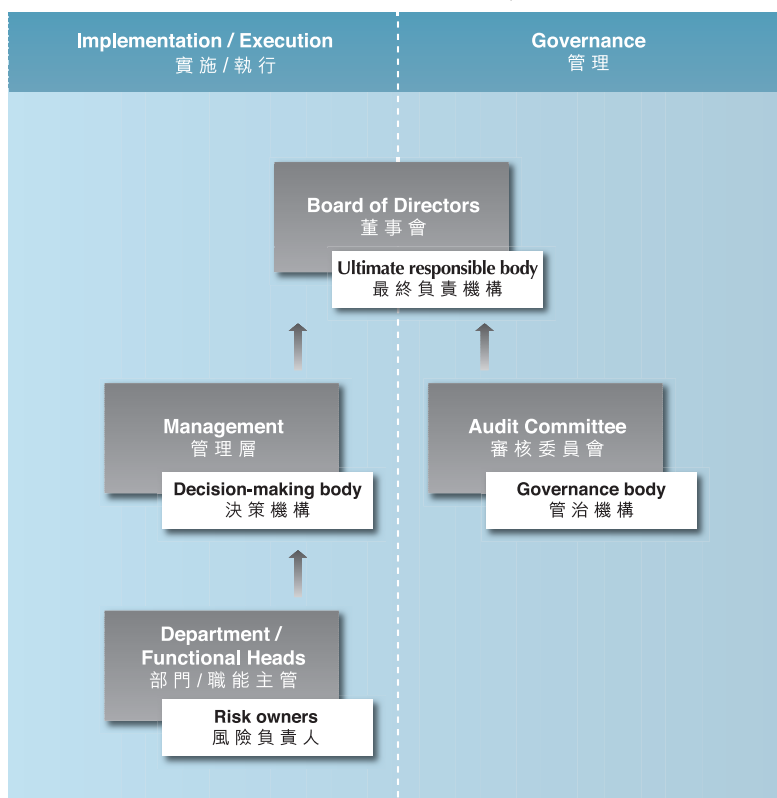 Implementation / Execution
實施/執行
Governance
管理
Board of Directors
董事會
Ultimate responsible body
最終負責機構
Management
管理層
Decision-making body
決策機構
Audit Committee
審核委員會
Governance body
管治機構
Department /
Functional Heads
部門/職能主管
Risk owners
風險負責人